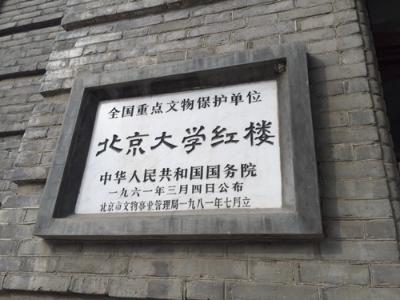 全国重点文物保护单位
北京大学红楼
中华人民共和国国务院
一九六一年三月四日公布
北京市文物事业管理局一九八一年七月立